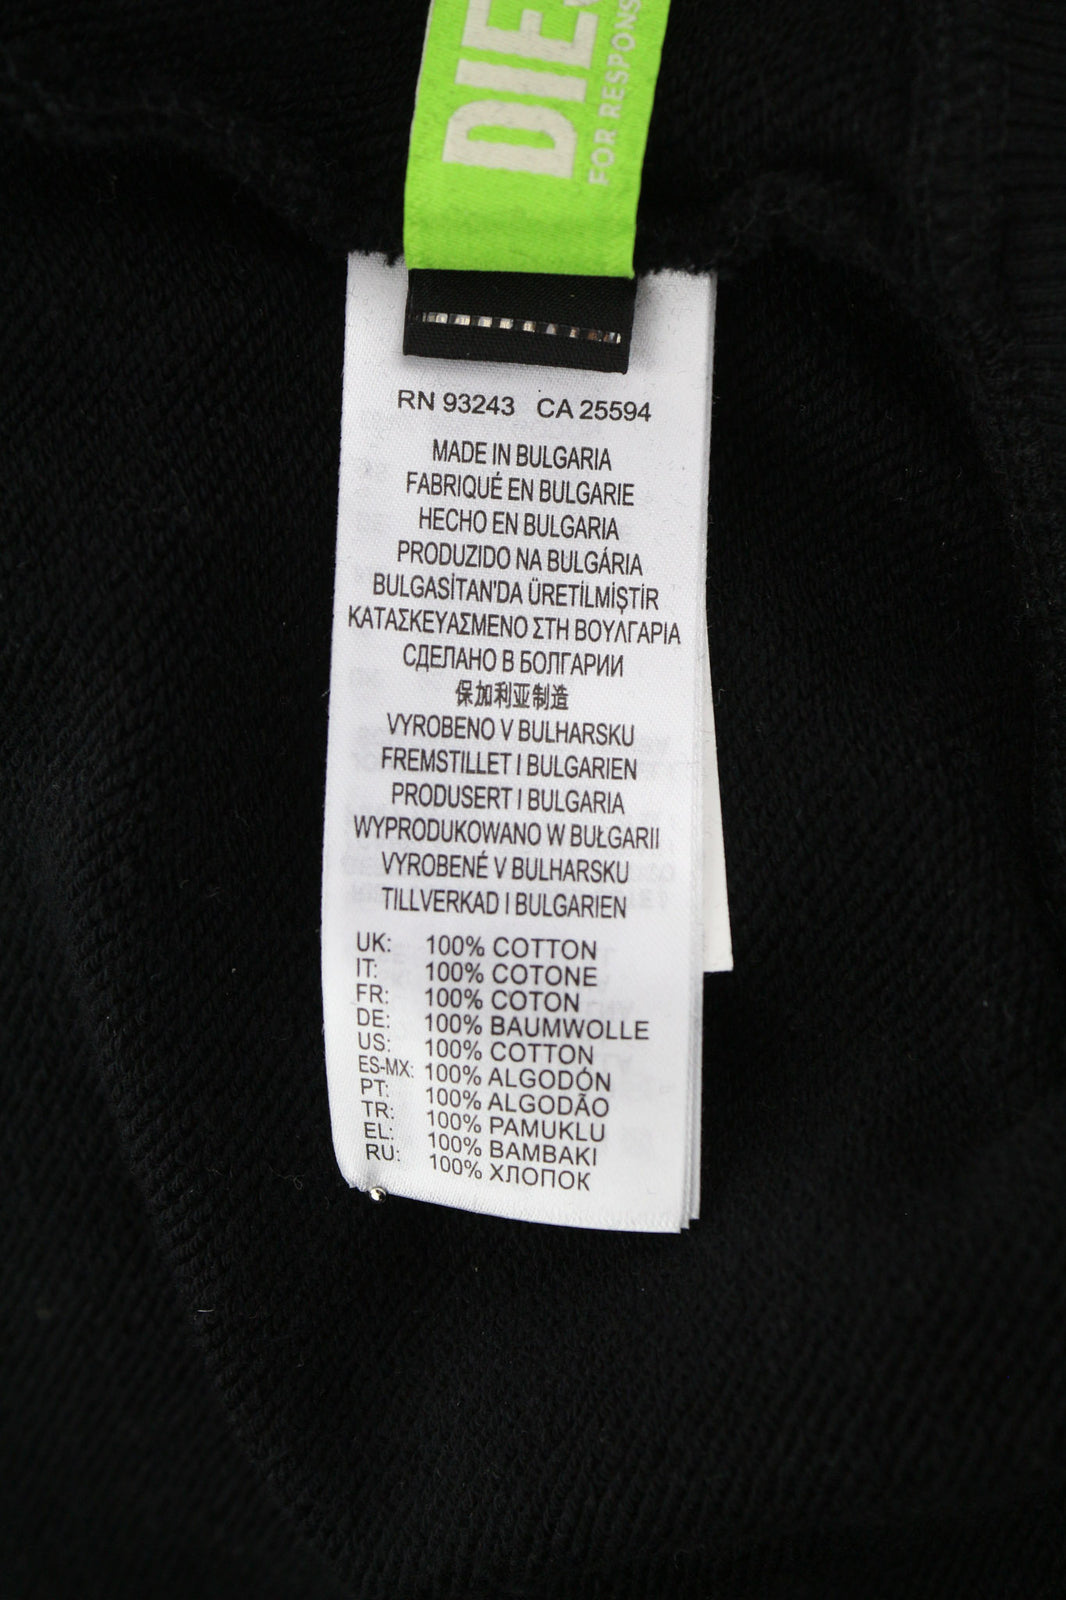 FOR
RN 93243 CA 25594
MADE IN BULGARIA
FABRIQUÉ EN BULGARIE
HECHO EN BULGARIA
PRODUZIDO NA BULGÁRIA
BULGASİTAN'DA ÜRETİLMİŞTİR
ΚΑΤΑΣΚΕΥΑΣΜΕΝΟ ΣΤΗ ΒΟΥΛΓΑΡΙΑ
СДЕЛАНО В БОЛГАРИИ
保加利亚制造
VYROBENO V BULHARSKU
FREMSTILLET I BULGARIEN
PRODUSERT I BULGARIA
WYPRODUKOWANO W BUŁGARII
VYROBENÉ V BULHARSKU
TILLVERKAD I BULGARIEN
UK: 100% COTTON
IT: 100% COTONE
FR: 100% COTON
DE: 100% BAUMWOLLE
US: 100% COTTON
ES-MX: 100% ALGODÓN
PT: 100% ALGODÃO
TR: 100% PAMUKLU
EL: 100% BAMBAKI
RU: 100% ХЛОПОК